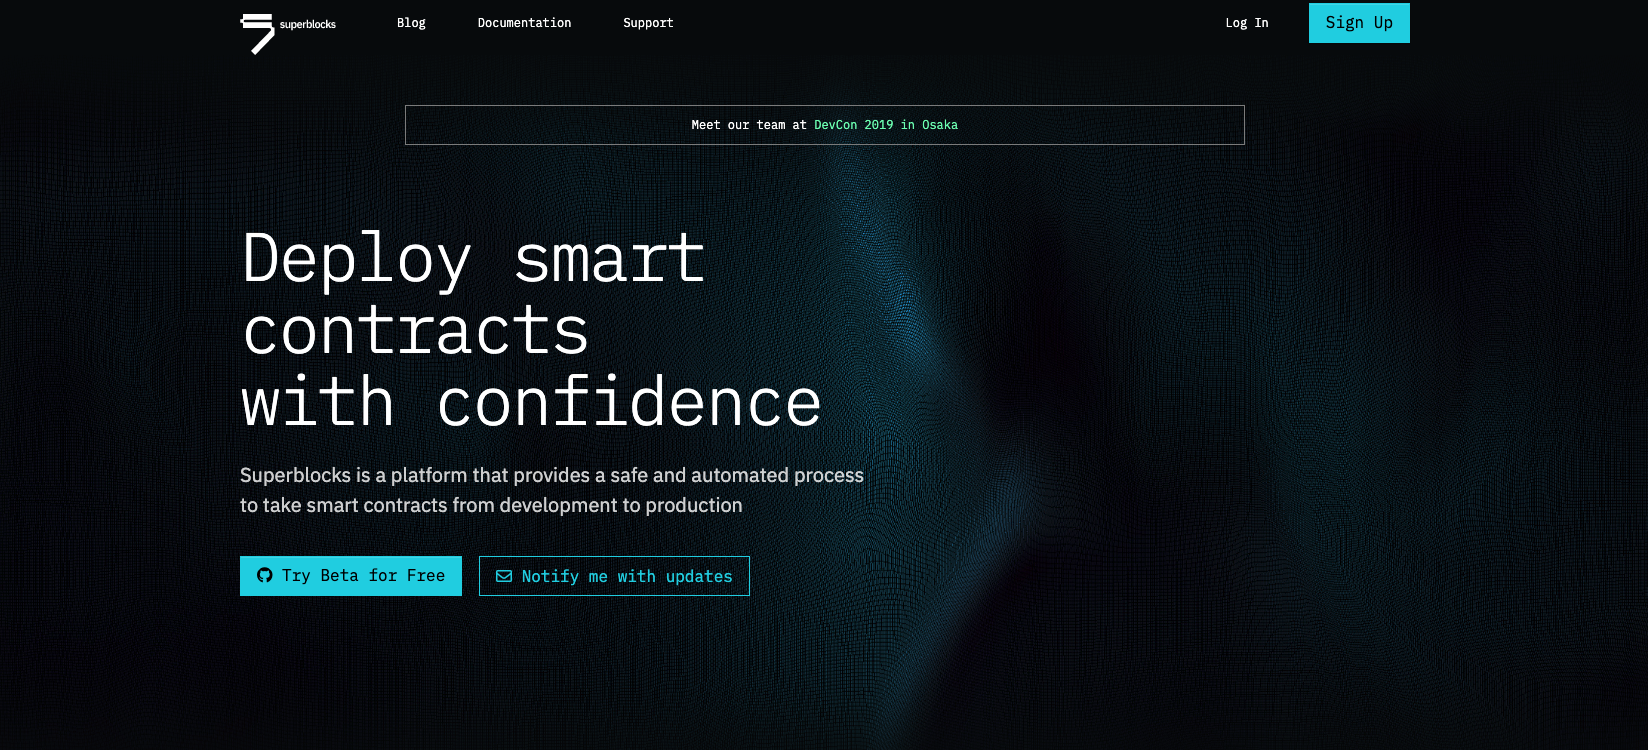 superblocks
Blog
Documentation
Support
Log In
Sign Up
Meet our team at DevCon 2019 in Osaka
Deploy smart
contracts
with confidence
Superblocks is a platform that provides a safe and automated process
to take smart contracts from development to production
Try Beta for Free
Notify me with updates